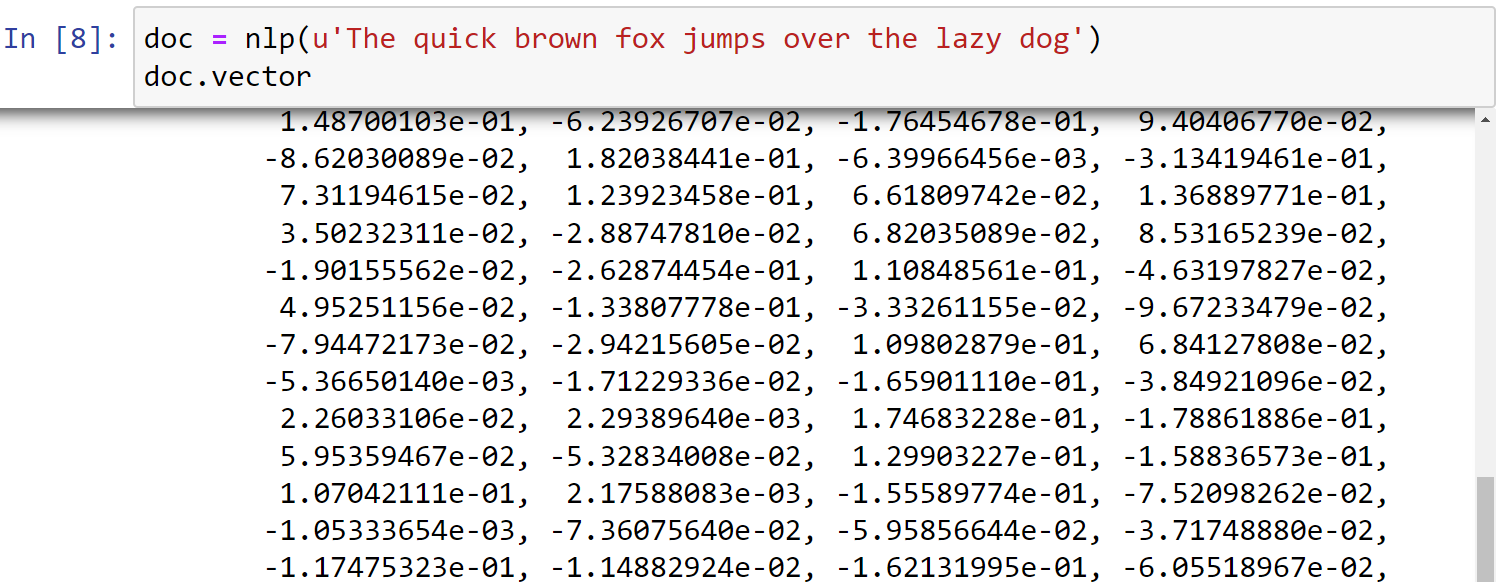 In [8]: doc = nlp(u'The quick brown fox jumps over the lazy dog')
doc.vector
1.48700103e-01, -6.23926707e-02, -1.76454678e-01, 9.40406770e-02,
-8.62030089e-02, 1.82038441e-01, -6.39966456e-03, -3.13419461e-01,
7.31194615e-02, 1.23923458e-01, 6.61809742e-02, 1.36889771e-01,
3.50232311e-02, -2.88747810e-02, 6.82035089e-02, 8.53165239e-02,
-1.90155562e-02, -2.62874454e-01, 1.10848561e-01, -4.63197827e-02,
4.95251156e-02, -1.33807778e-01, -3.33261155e-02, -9.67233479e-02,
-7.94472173e-02, -2.94215605e-02, 1.09802879e-01, 6.84127808e-02,
-5.36650140e-03, -1.71229336e-02, -1.65901110e-01, -3.84921096e-02,
2.26033106e-02, 2.29389640e-03, 1.74683228e-01, -1.78861886e-01,
5.95359467e-02, -5.32834008e-02, 1.29903227e-01, -1.58836573e-01,
1.07042111e-01, 2.17588083e-03, -1.55589774e-01, -7.52098262e-02,
-1.05333654e-03, -7.36075640e-02, -5.95856644e-02, -3.71748880e-02,
-1.17475323e-01, -1.14882924e-02, -1.62131995e-01, -6.05518967e-02,